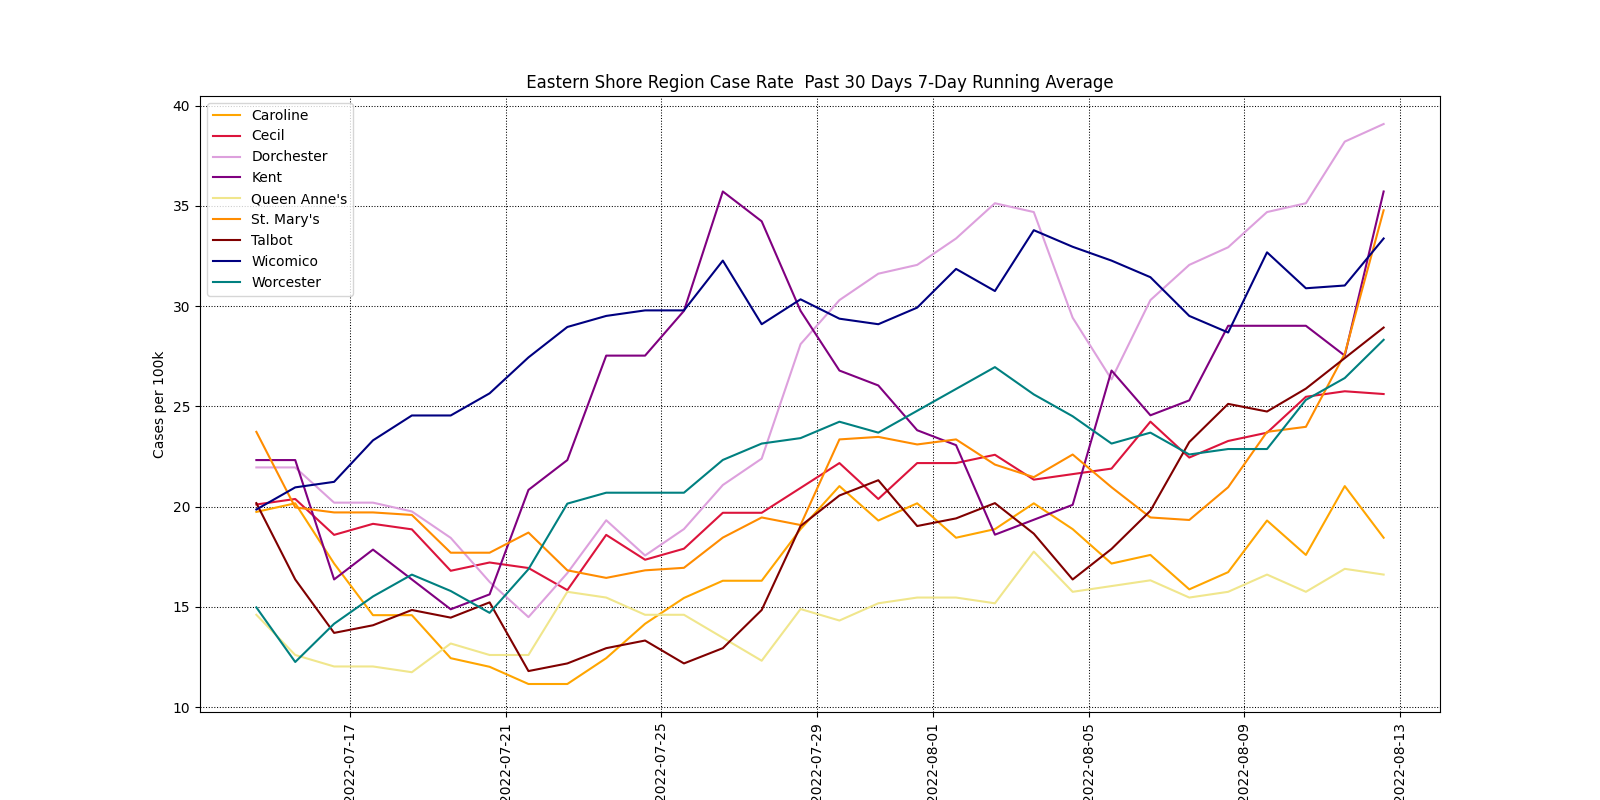 Eastern Shore Region Case Rate  Past 30 Days 7-Day Running Average
40
35
30
25
20
15
10
Cases per 100k
Caroline
Cecil
Dorchester
Kent
Queen Anne's
St. Mary's
Talbot
Wicomico
Worcester
2022-07-17
2022-07-21
2022-07-25
2022-07-29
2022-08-01
2022-08-05
2022-08-09
2022-08-13